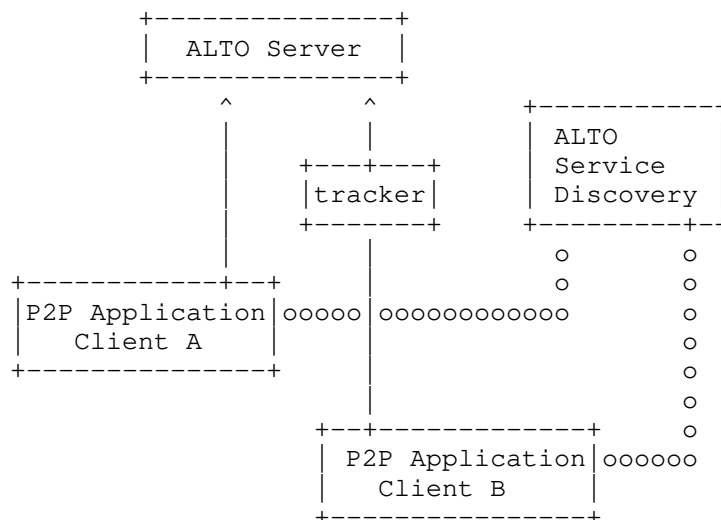 ALTO Server
ALTO
Service
tracker
Discovery
P2P Application
Client A
P2P Application
Client B